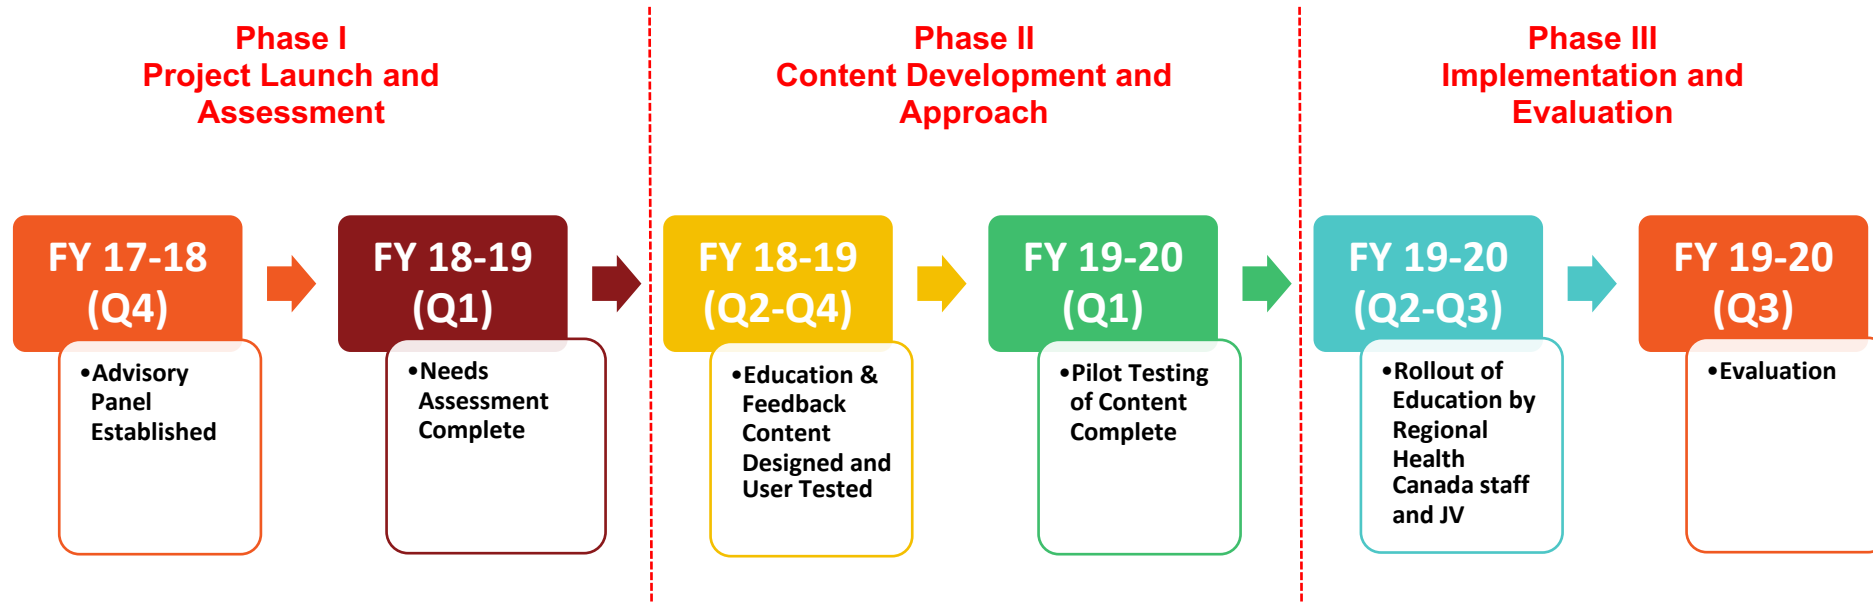 Phase I
Project Launch and
Assessment
Phase II
Content Development and
Approach
Phase III
Implementation and
Evaluation
FY 17-18
(Q4)
•Advisory
Panel
Established
FY 18-19
(Q1)
•Needs
Assessment
Complete
FY 18-19
(Q2-Q4)
•Education &
Feedback
Content
Designed and
User Tested
FY 19-20
(Q1)
•Pilot Testing
of Content
Complete
FY 19-20
(Q2-Q3)
•Rollout of
Education by
Regional
Health
Canada staff
and JV
FY 19-20
(Q3)
•Evaluation